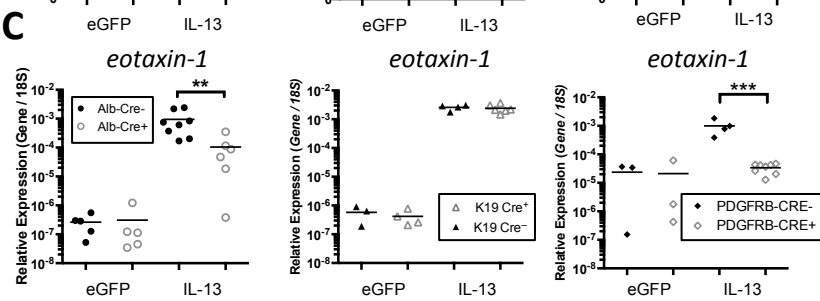 eGFP IL-13 eGFP IL-13 eGFP IL-13
C
eotaxin-1
Relative Expression (Gene / 18S)
10⁻²
10⁻³
10⁻⁴
10⁻⁵
10⁻⁶
10⁻⁷
10⁻⁸
Alb-Cre-
Alb-Cre+
**
eGFP IL-13
eotaxin-1
Relative Expression (Gene / 18S)
10⁻²
10⁻³
10⁻⁴
10⁻⁵
10⁻⁶
10⁻⁷
10⁻⁸
K19 Cre⁺
K19 Cre⁻
eGFP IL-13
eotaxin-1
Relative Expression (Gene / 18S)
10⁻²
10⁻³
10⁻⁴
10⁻⁵
10⁻⁶
10⁻⁷
10⁻⁸
***
PDGFRB-CRE-
PDGFRB-CRE+
eGFP IL-13